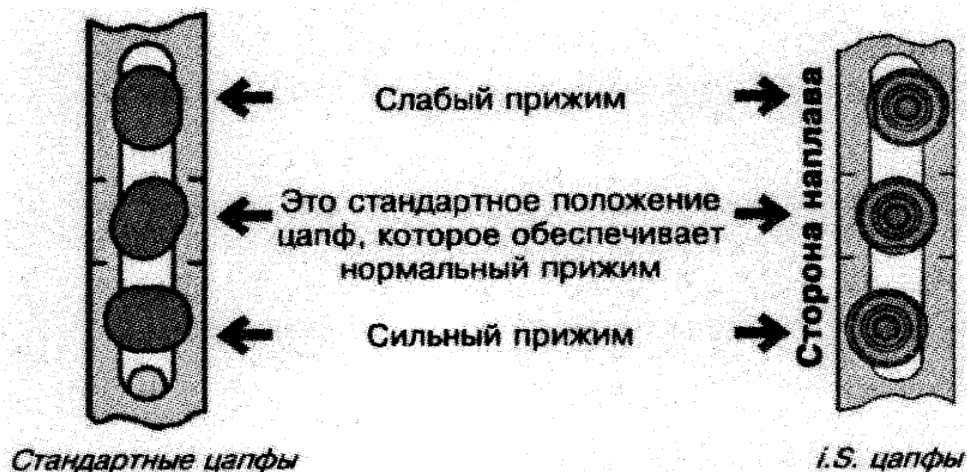 Слабый прижим
Это стандартное положение
цапф, которое обеспечивает
нормальный прижим
Сильный прижим
Сторона наплава
Стандартные цапфы
i.S. цапфы